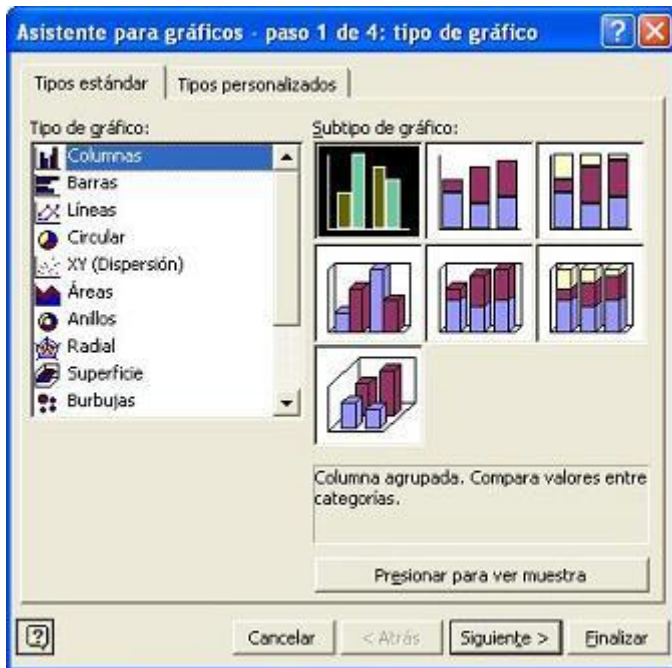 Asistente para gráficos - paso 1 de 4: tipo de gráfico
Tipos estándar
Tipos personalizados
Tipo de gráfico:
Columnas
Barras
Líneas
Circular
XY (Dispersión)
Áreas
Anillos
Radial
Superficie
Burbujas
Subtipo de gráfico:
Columna agrupada. Compara valores entre
categorías.
Presionar para ver muestra
Cancelar
< Atrás
Siguiente >
Finalizar